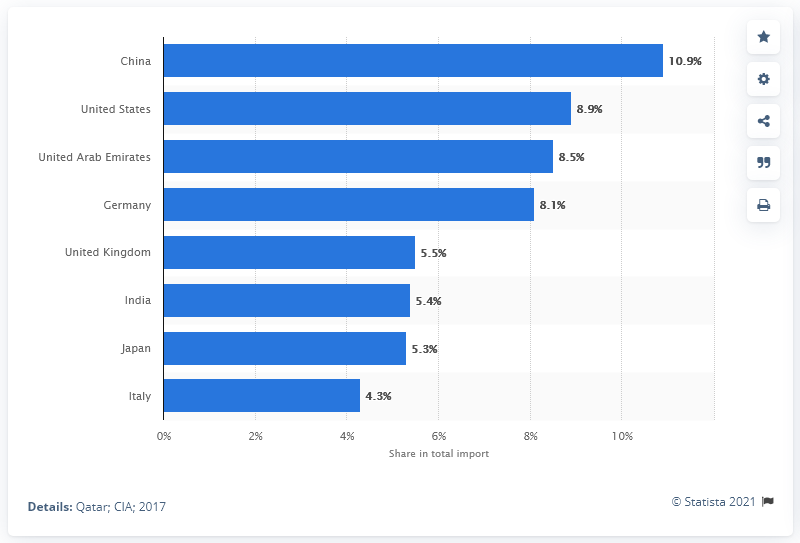 China
10.9%
United States
8.9%
United Arab Emirates
8.5%
Germany
8.1%
United Kingdom
5.5%
India
5.4%
Japan
5.3%
Italy
4.3%
0% 2% 4% 6% 8% 10%
Share in total import
Details: Qatar; CIA; 2017
© Statista 2021